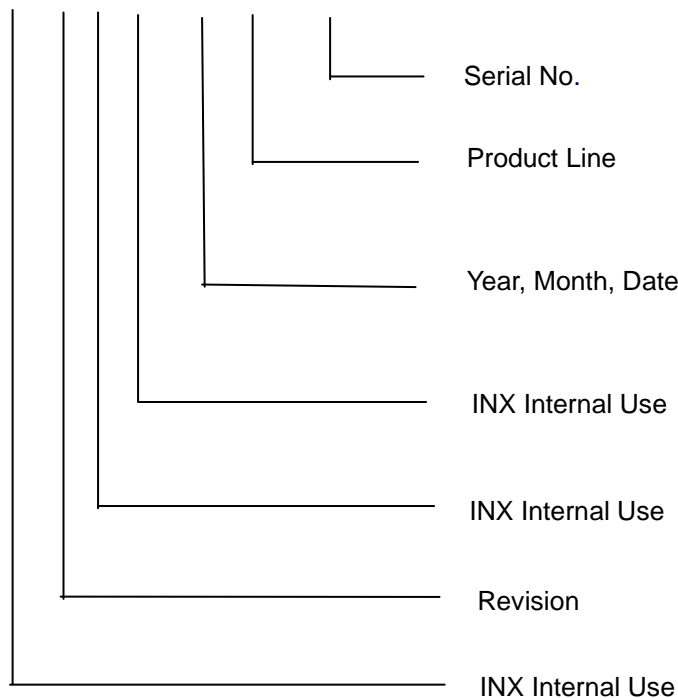 Serial No.
Product Line
Year, Month, Date
INX Internal Use
INX Internal Use
Revision
INX Internal Use